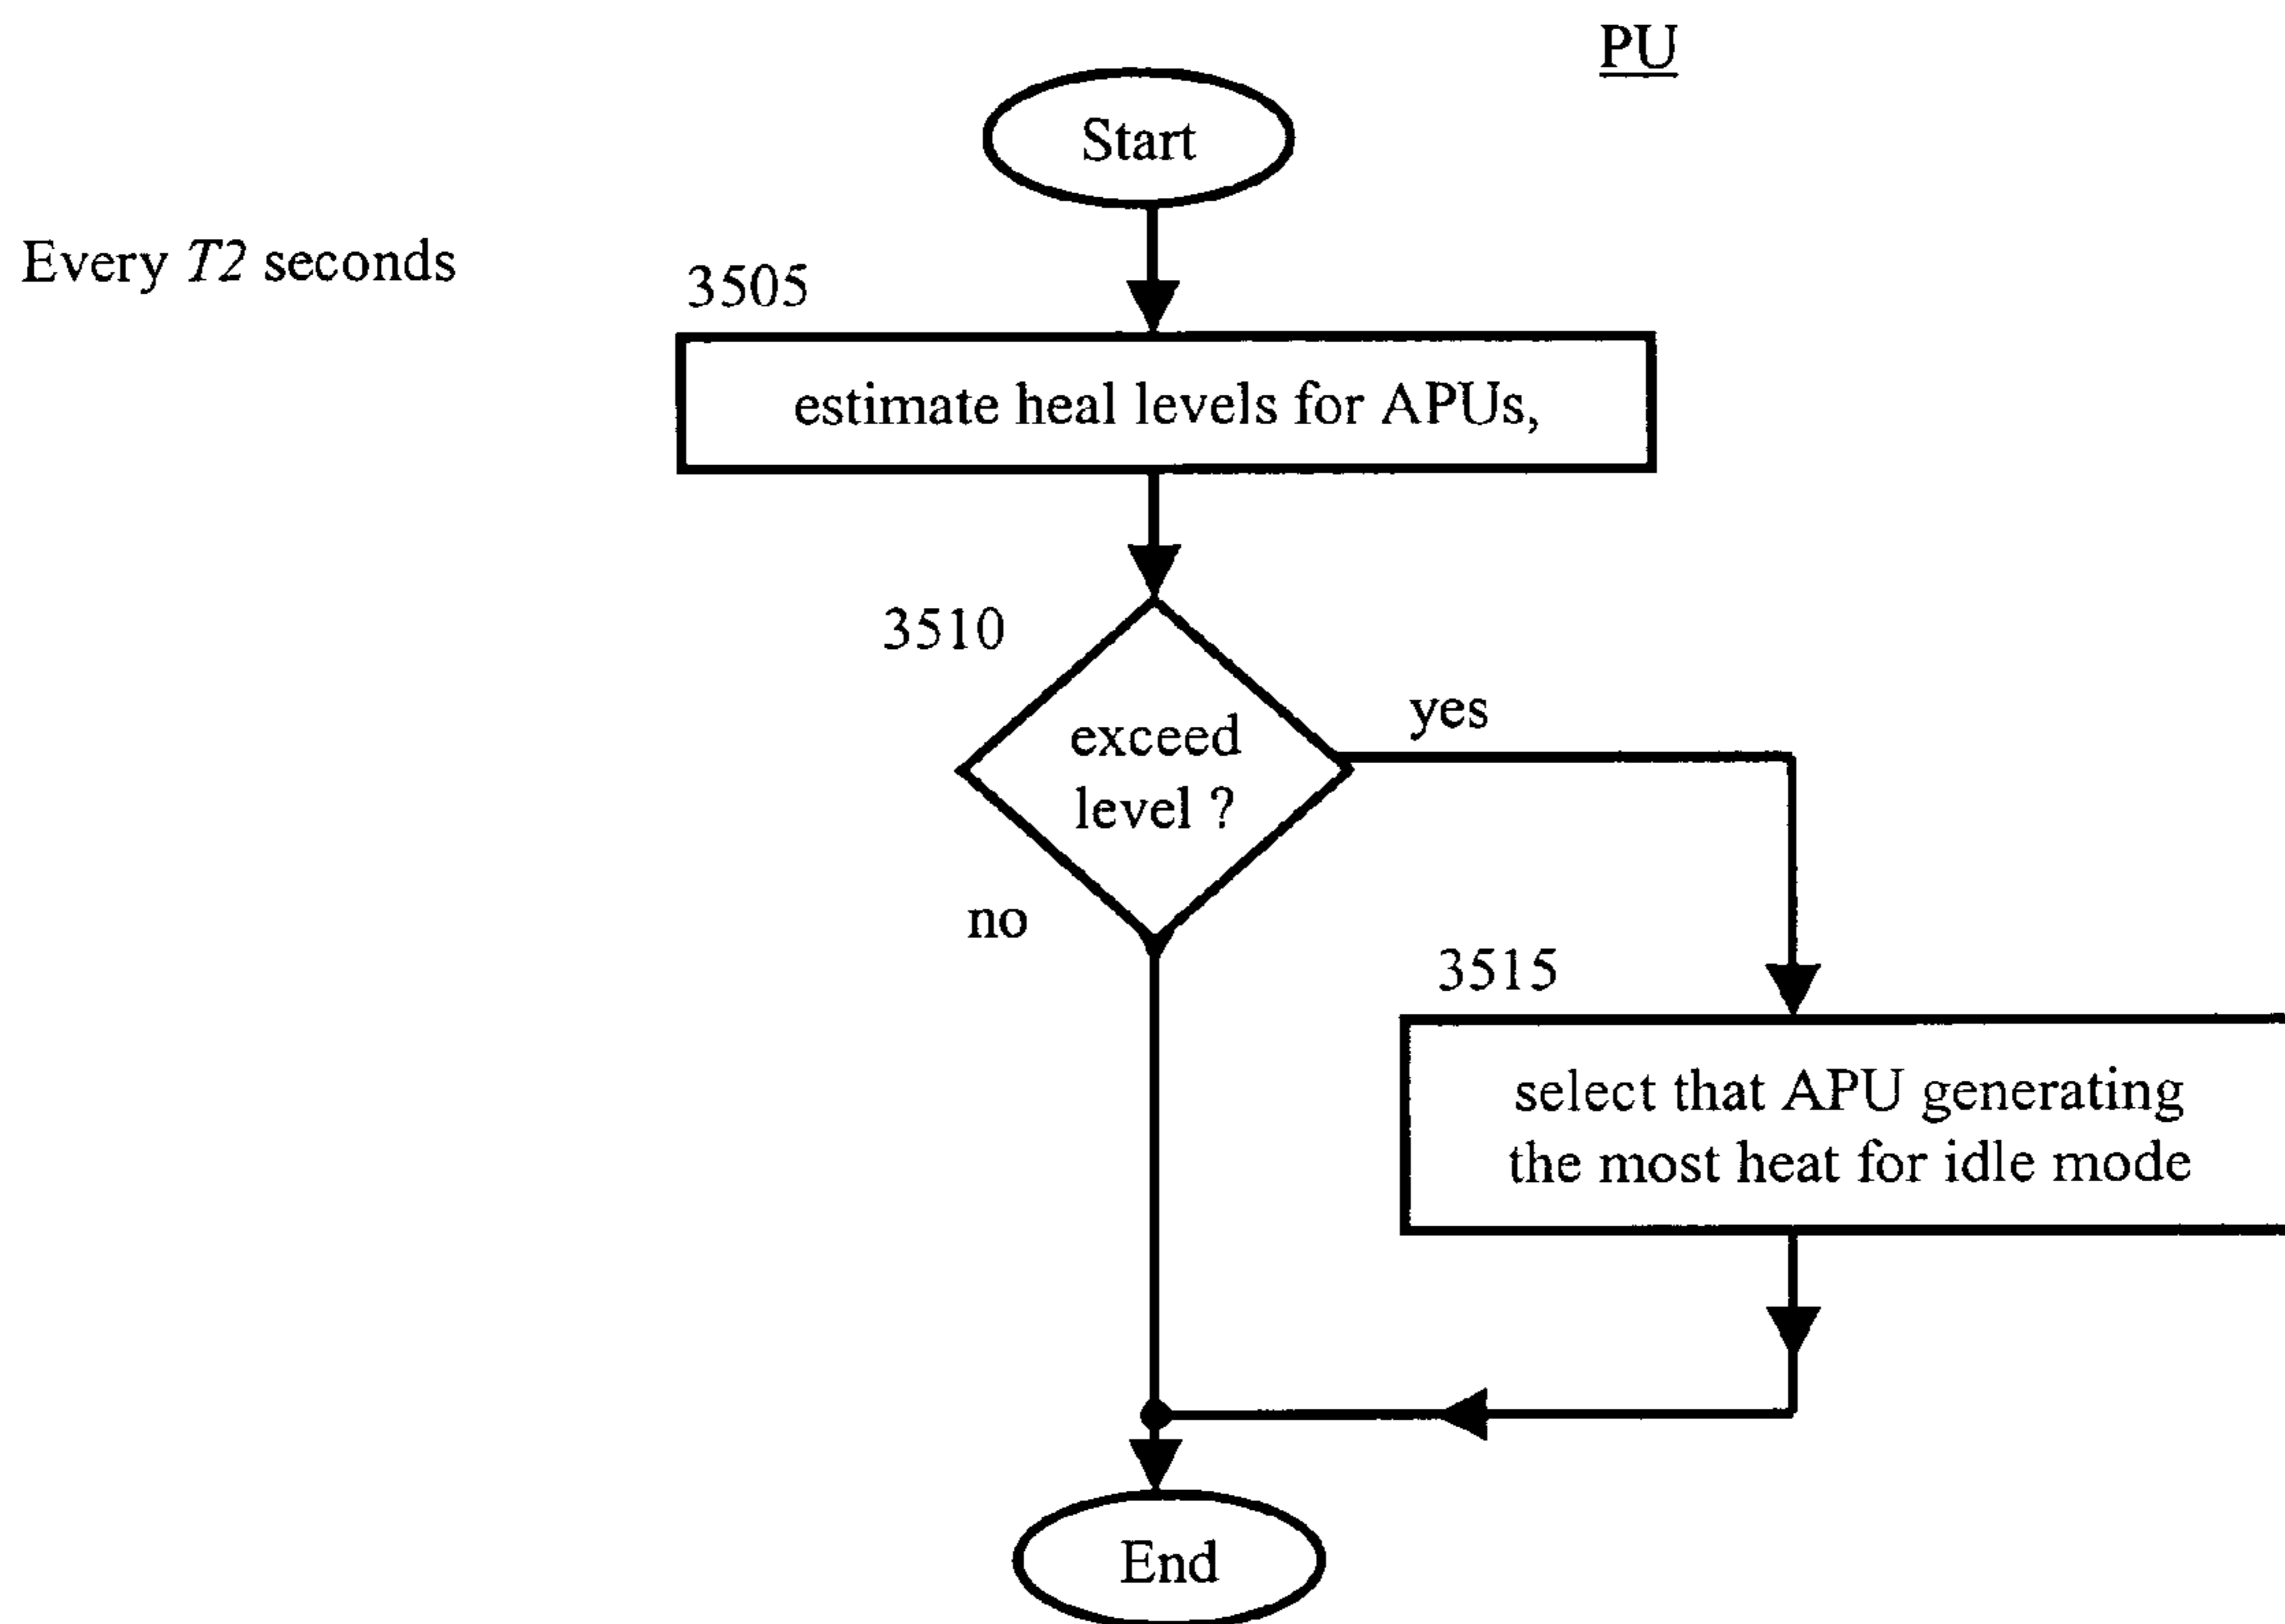 PU
Start
Every T2 seconds
3505
estimate heal levels for APUs,
3510
exceed
level ?
yes
no
3515
select that APU generating
the most heat for idle mode
End